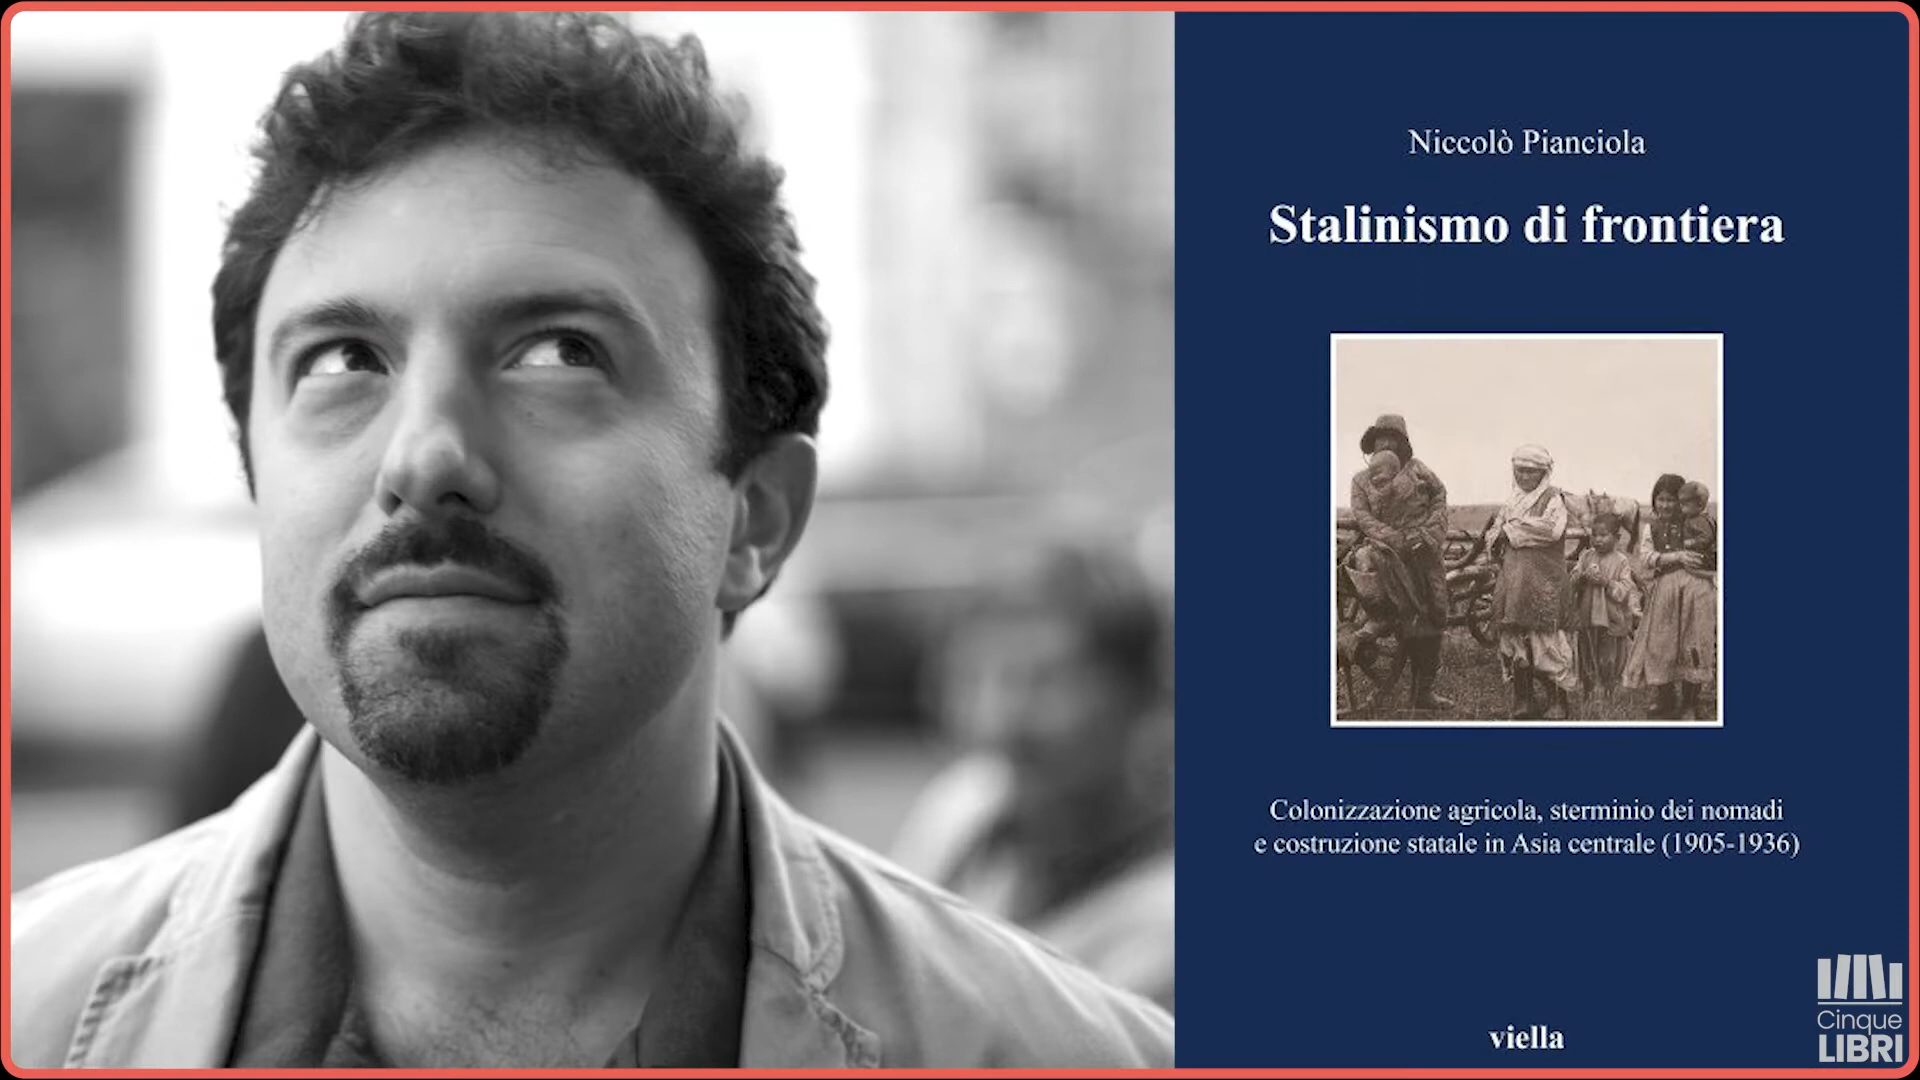 Niccolò Pianciola
Stalinismo di frontiera
Colonizzazione agricola, sterminio dei nomadi
e costruzione statale in Asia centrale (1905-1936)
viella
Cinque
LIBRI